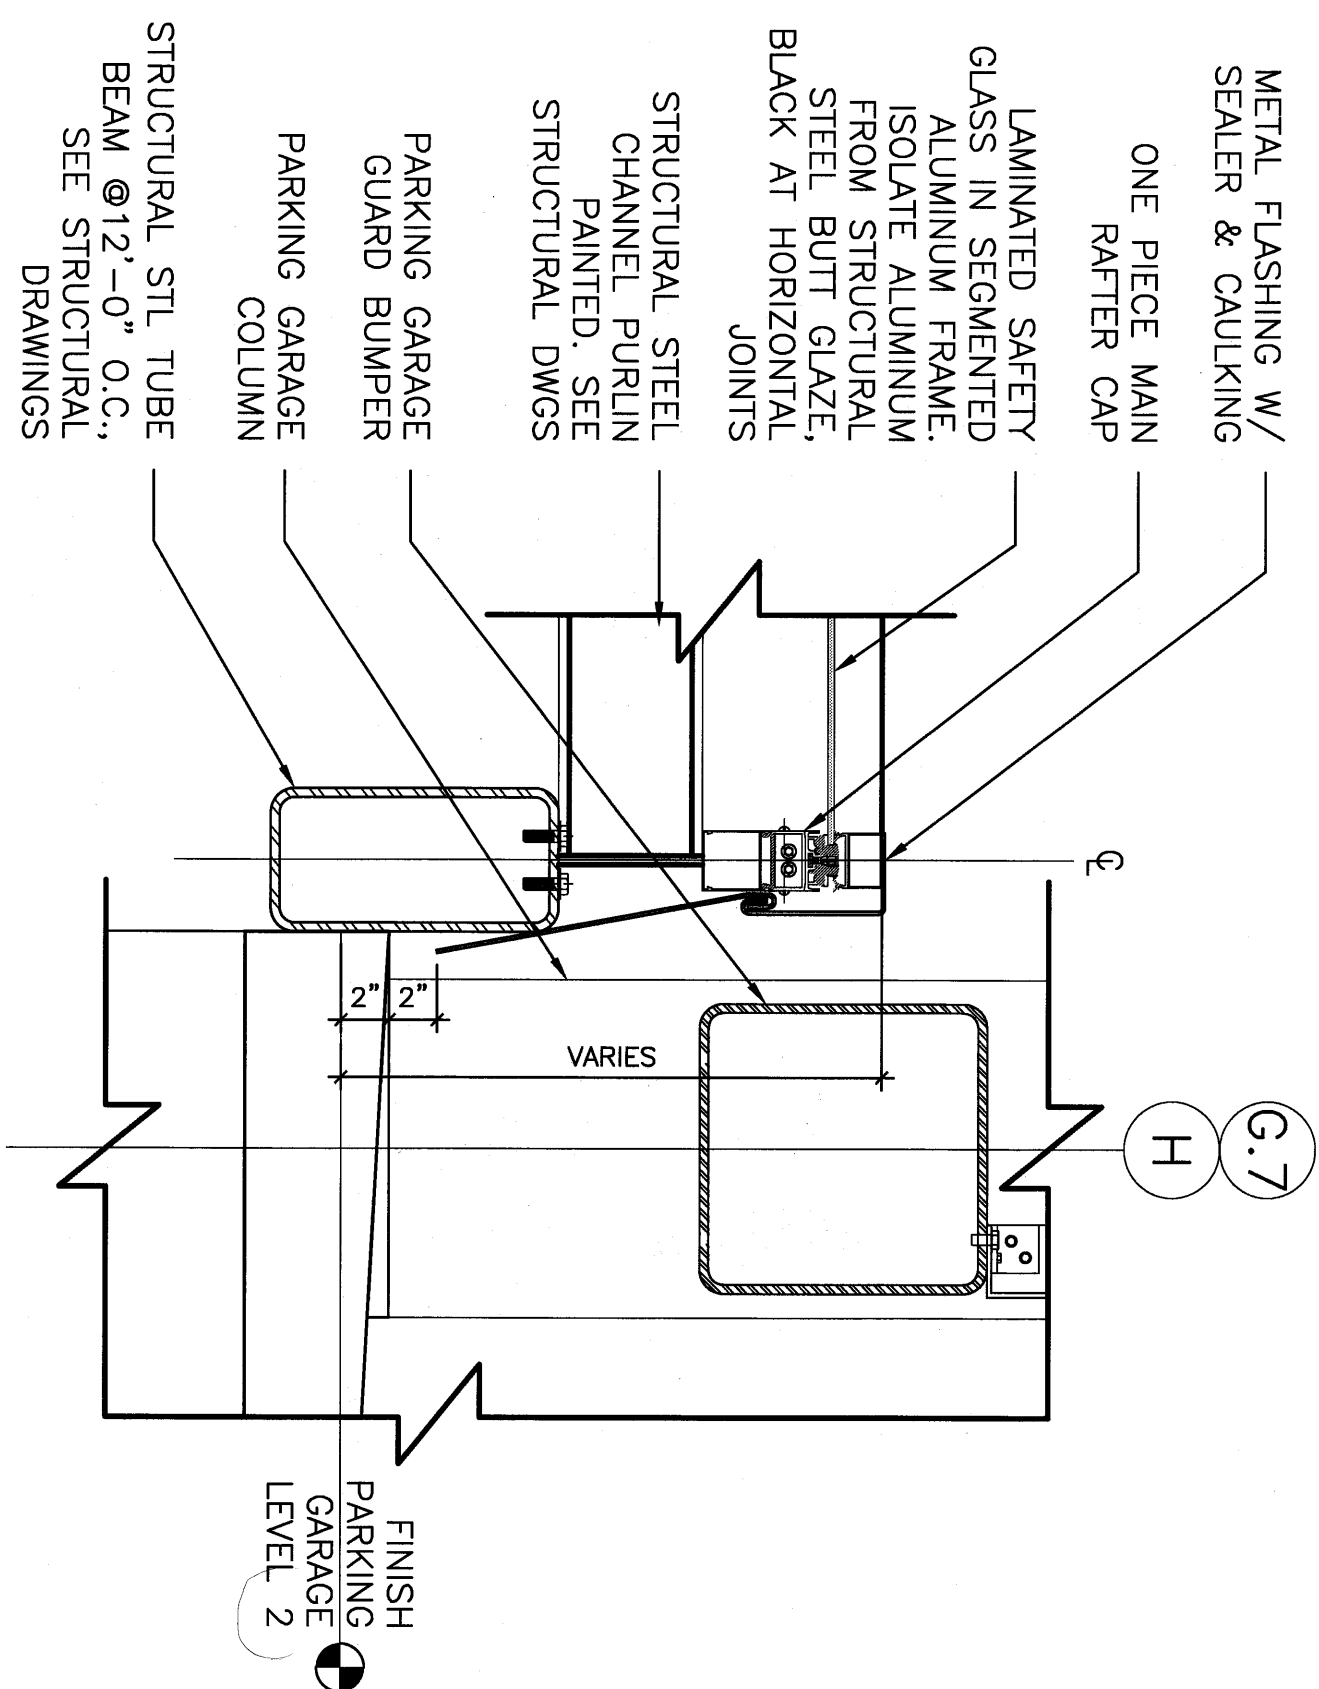 METAL FLASHING W/
SEALER & CAULKING
ONE PIECE MAIN
RAFTER CAP
LAMINATED SAFETY
GLASS IN SEGMENTED
ALUMINUM FRAME.
ISOLATE ALUMINUM
FROM STRUCTURAL
STEEL BUTT GLAZE,
BLACK AT HORIZONTAL
JOINTS
STRUCTURAL STEEL
CHANNEL PURLIN
PAINTED. SEE
STRUCTURAL DWGS
PARKING GARAGE
GUARD BUMPER
PARKING GARAGE
COLUMN
STRUCTURAL STL TUBE
BEAM @12'-0" O.C.,
SEE STRUCTURAL
DRAWINGS
CL
G.7
H
VARIES
2"
2"
FINISH
PARKING
GARAGE
LEVEL 2